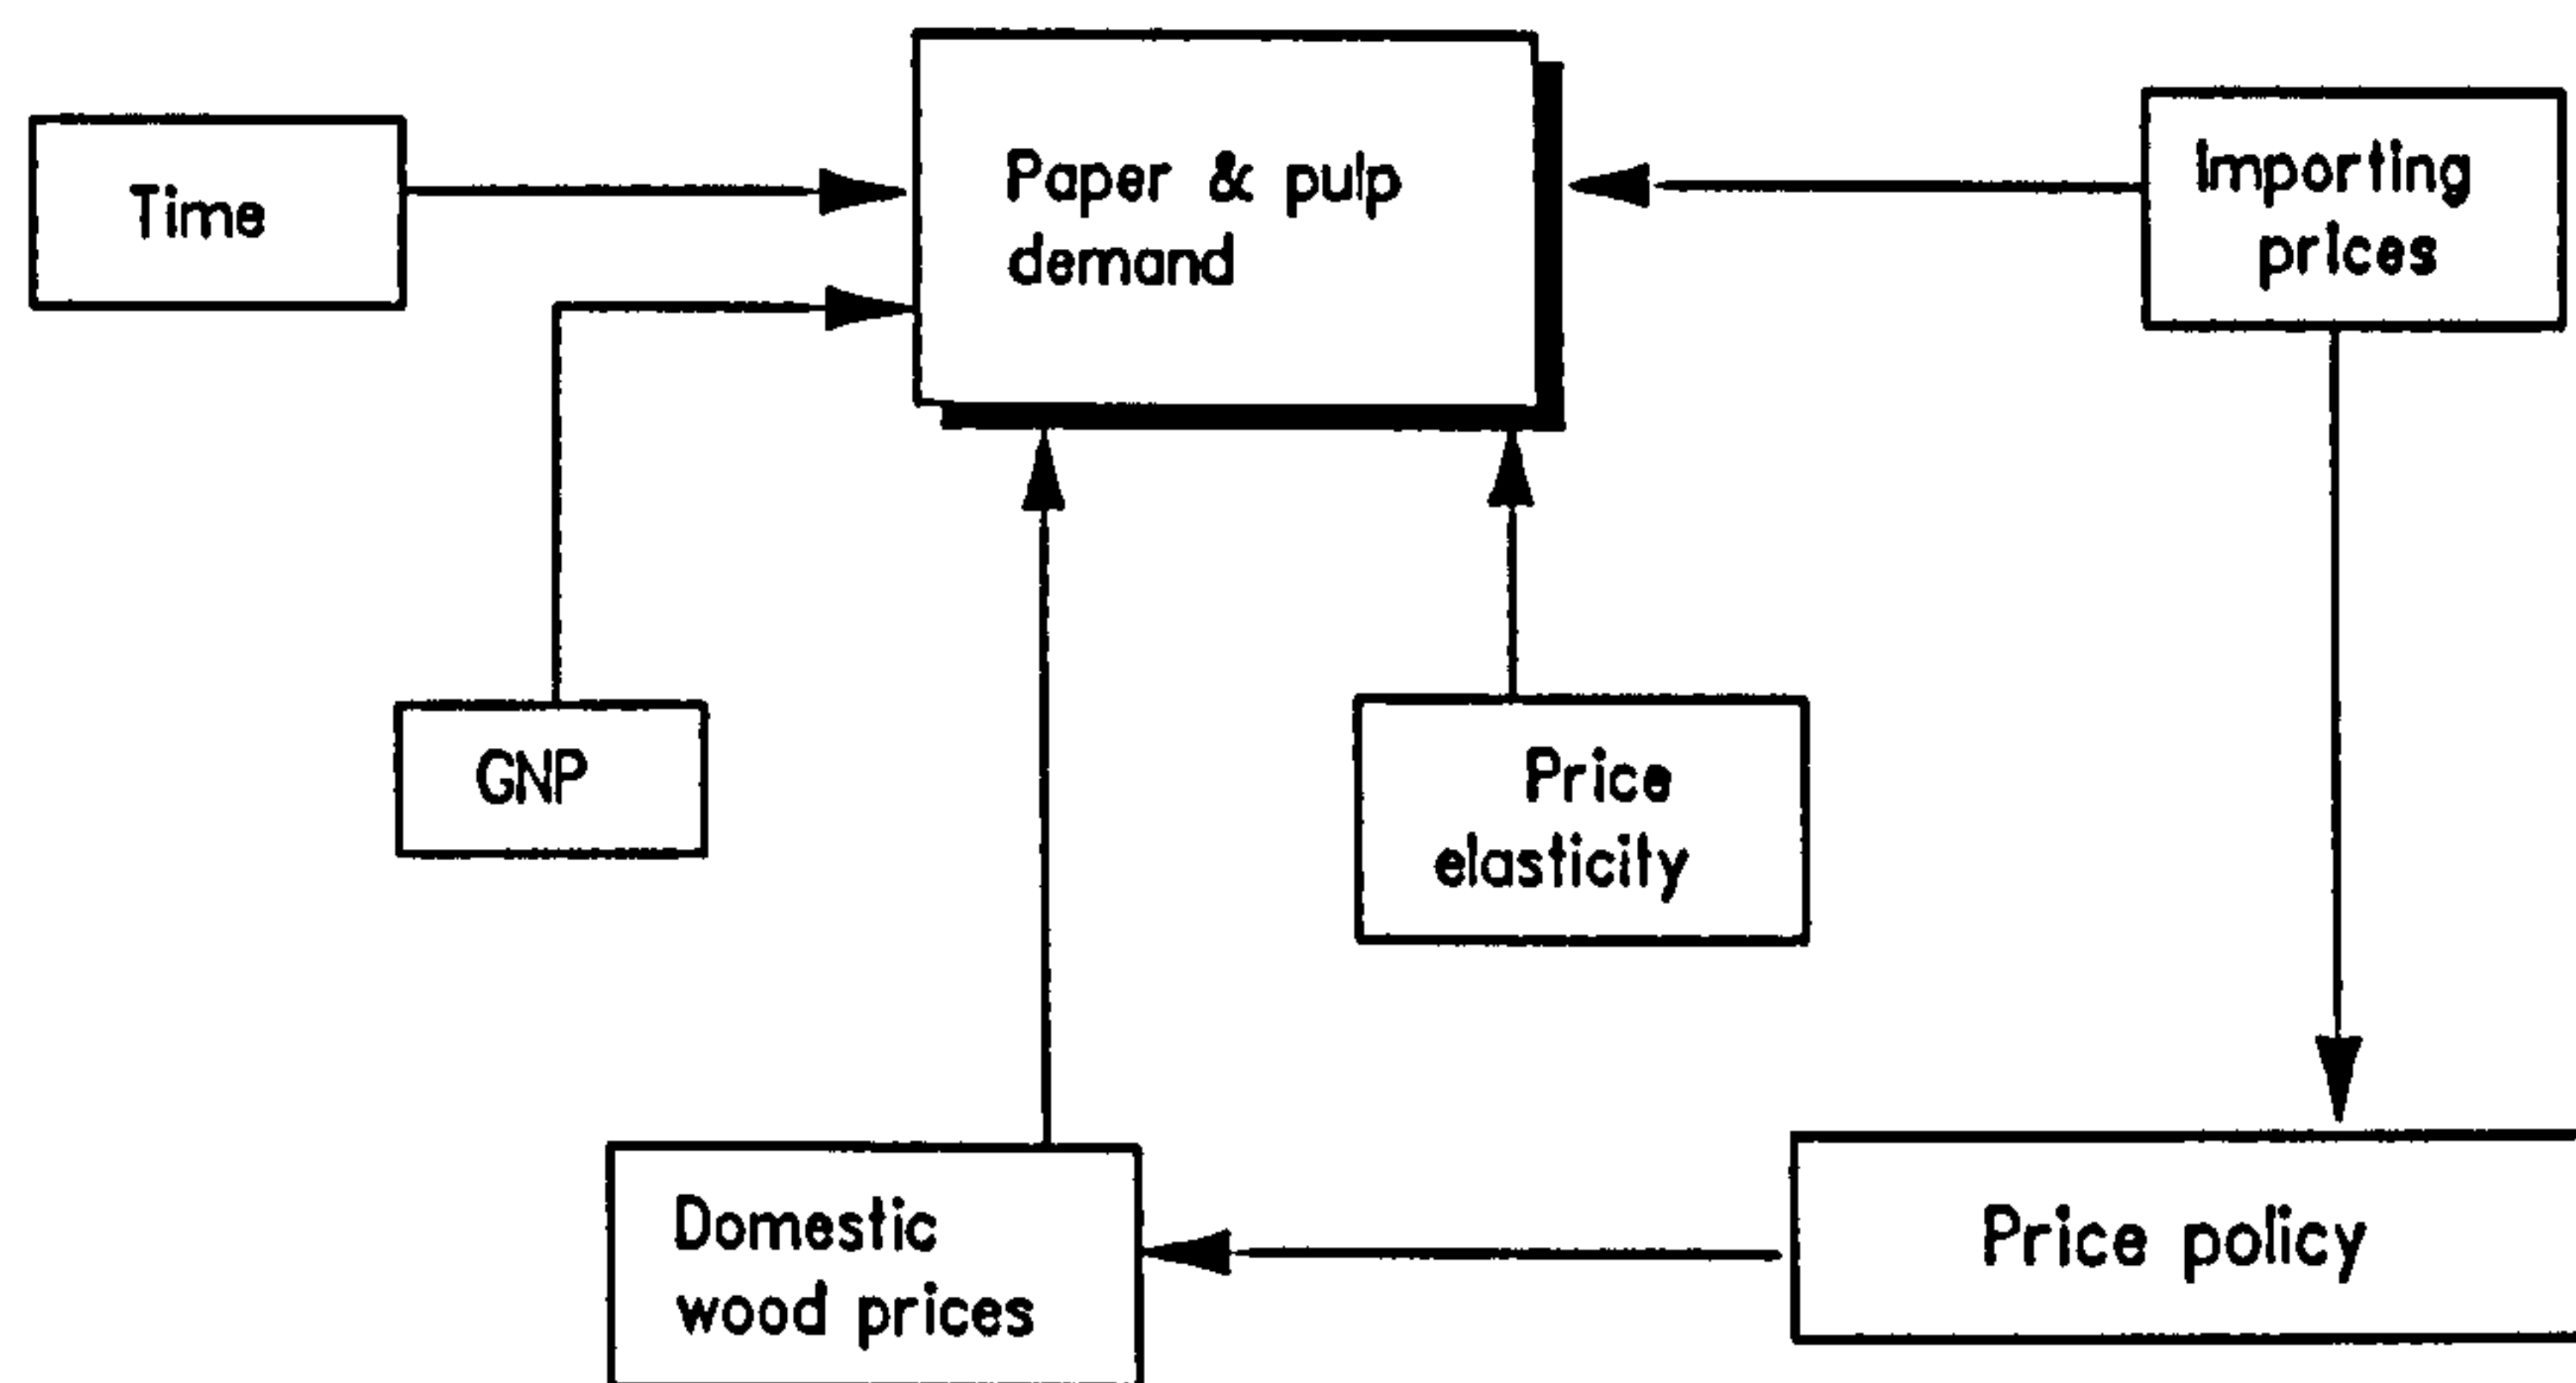 Time
Paper & pulp
demand
Importing
prices
GNP
Price
elasticity
Domestic
wood prices
Price policy